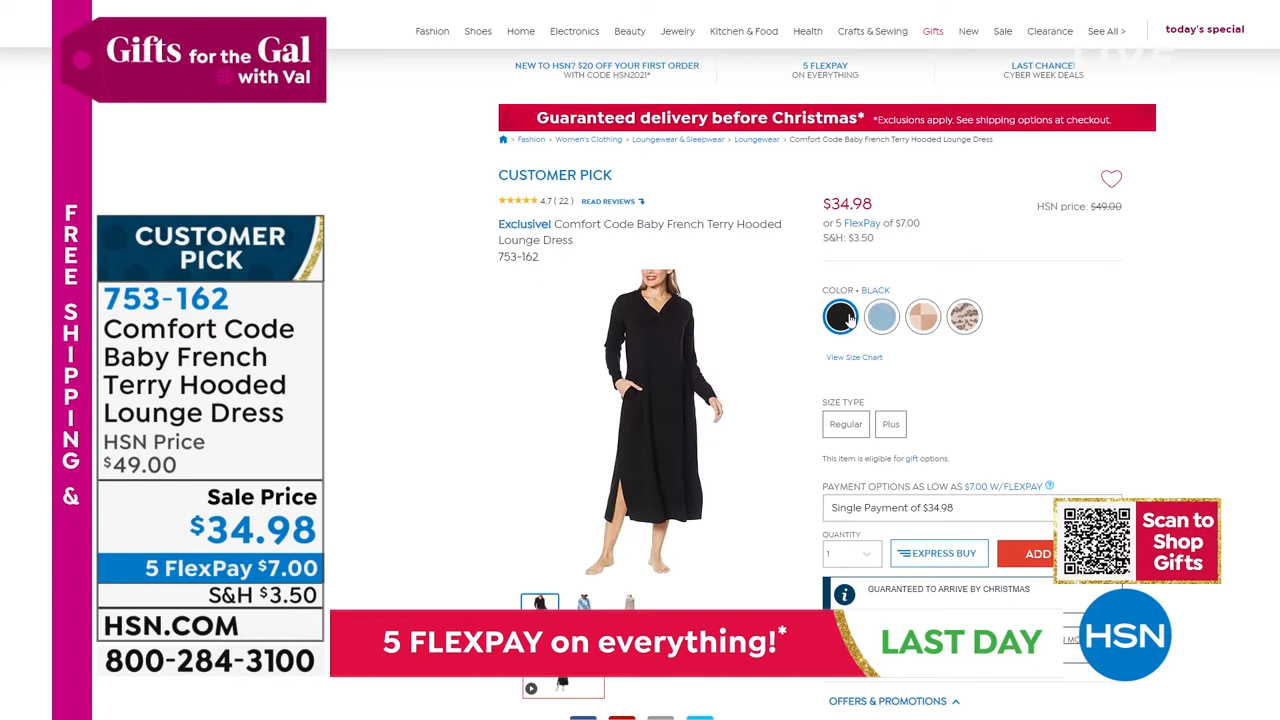 Gifts for the Gal
with Val
FREE SHIPPING &
CUSTOMER
PICK
753-162
Comfort Code
Baby French
Terry Hooded
Lounge Dress
HSN Price
$49.00
Sale Price
$34.98
5 FlexPay $7.00
S&H $3.50
HSN.COM
800-284-3100
Fashion Shoes Home Electronics Beauty Jewelry Kitchen & Food Health Crafts & Sewing Gifts New Sale Clearance See All > today's special
LIVE
NEW TO HSN? $20 OFF YOUR FIRST ORDER
WITH CODE HSN2021*
5 FLEXPAY
ON EVERYTHING
LAST CHANCE!
CYBER WEEK DEALS
Guaranteed delivery before Christmas* *Exclusions apply. See shipping options at checkout.
> Fashion > Women's Clothing > Loungewear & Sleepwear > Loungewear > Comfort Code Baby French Terry Hooded Lounge Dress
CUSTOMER PICK
4.7 ( 22 ) READ REVIEWS
Exclusive! Comfort Code Baby French Terry Hooded
Lounge Dress
753-162
$34.98
HSN price: $49.00
or 5 FlexPay of $7.00
S&H: $3.50
COLOR • BLACK
View Size Chart
SIZE TYPE
Regular Plus
This item is eligible for gift options.
PAYMENT OPTIONS AS LOW AS $7.00 W/FLEXPAY ?
Single Payment of $34.98
QUANTITY
1
EXPRESS BUY
ADD
i GUARANTEED TO ARRIVE BY CHRISTMAS
Scan to
Shop
Gifts
5 FLEXPAY on everything!*
LAST DAY
HSN
OFFERS & PROMOTIONS